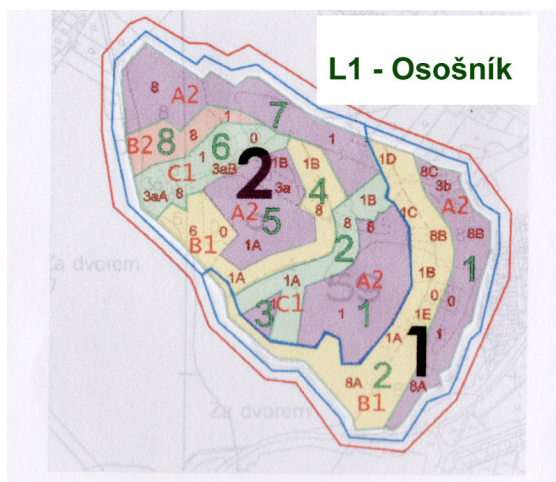 L1 - Osošník
8
A2
7
1
0
1
1D
B2
8
8
6
1
3aB
2
1B
1B
8C
3b
C1
3a
4
1B
A2
3aA
8
A2
5
8
8
8
1C
8B
8B
6
0
1A
2
B1
1B
1
1A
1A
A2
0
0
C1
3
1
1
1E
1
1A
1
2
8A
8A
B1
Za dvorem
Za dvorem